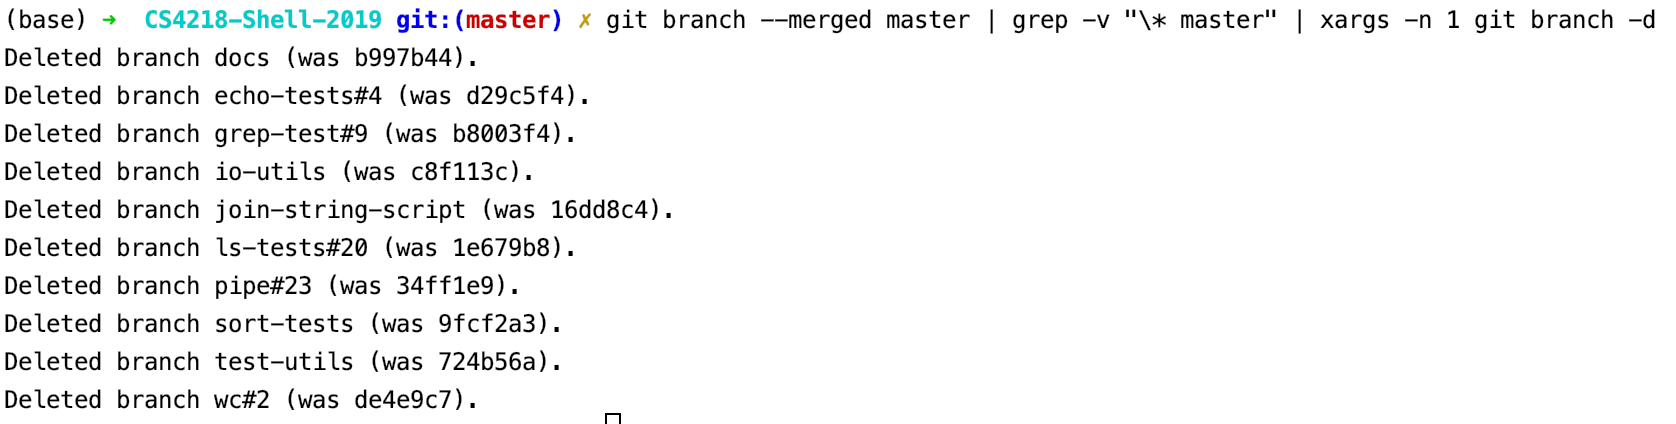 (base) ➜  CS4218-Shell-2019 git:(master) ✗ git branch --merged master | grep -v "\* master" | xargs -n 1 git branch -d
Deleted branch docs (was b997b44).
Deleted branch echo-tests#4 (was d29c5f4).
Deleted branch grep-test#9 (was b8003f4).
Deleted branch io-utils (was c8f113c).
Deleted branch join-string-script (was 16dd8c4).
Deleted branch ls-tests#20 (was 1e679b8).
Deleted branch pipe#23 (was 34ff1e9).
Deleted branch sort-tests (was 9fcf2a3).
Deleted branch test-utils (was 724b56a).
Deleted branch wc#2 (was de4e9c7).